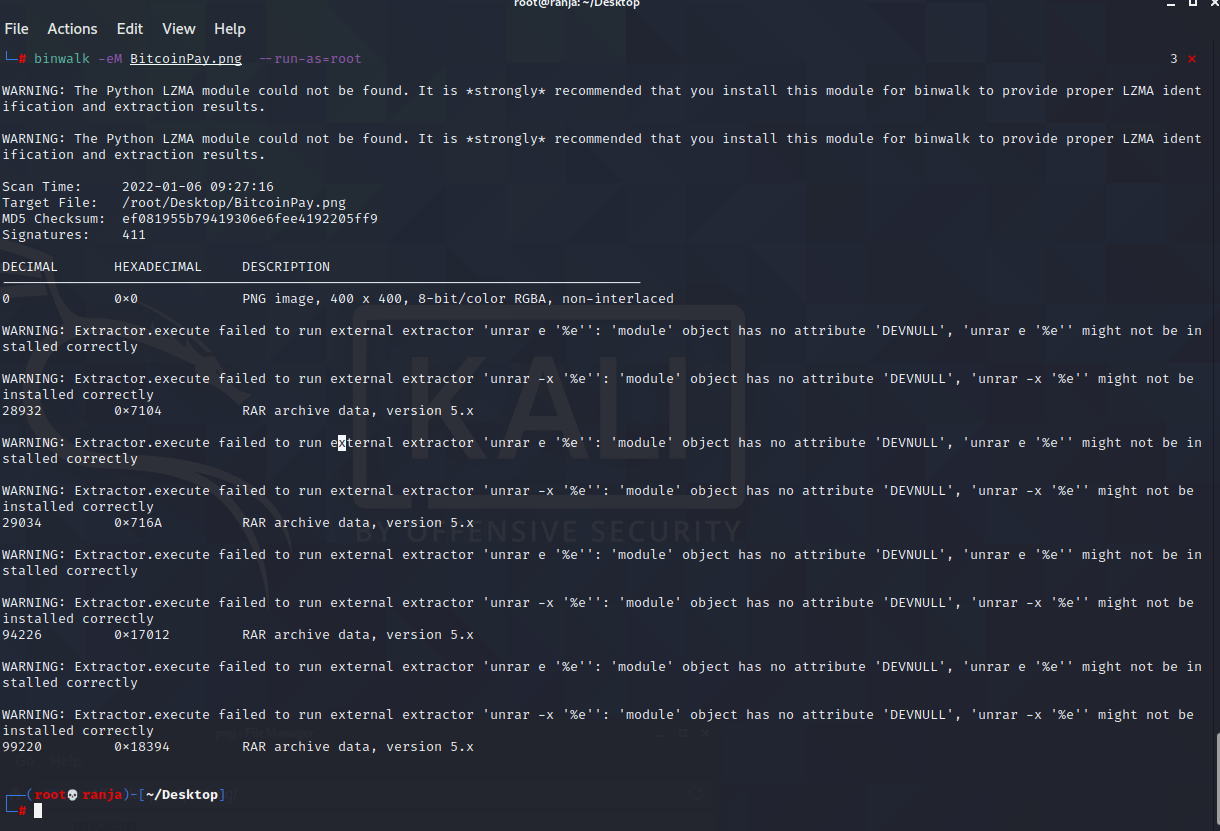 root@ranja: ~/Desktop
File Actions Edit View Help
└─# binwalk -eM BitcoinPay.png --run-as=root 3 ⨯
WARNING: The Python LZMA module could not be found. It is *strongly* recommended that you install this module for binwalk to provide proper LZMA ident
ification and extraction results.
WARNING: The Python LZMA module could not be found. It is *strongly* recommended that you install this module for binwalk to provide proper LZMA ident
ification and extraction results.
Scan Time: 2022-01-06 09:27:16
Target File: /root/Desktop/BitcoinPay.png
MD5 Checksum: ef081955b79419306e6fee4192205ff9
Signatures: 411
DECIMAL HEXADECIMAL DESCRIPTION
0 0×0 PNG image, 400 x 400, 8-bit/color RGBA, non-interlaced
WARNING: Extractor.execute failed to run external extractor 'unrar e '%e'': 'module' object has no attribute 'DEVNULL', 'unrar e '%e'' might not be in
stalled correctly
WARNING: Extractor.execute failed to run external extractor 'unrar -x '%e'': 'module' object has no attribute 'DEVNULL', 'unrar -x '%e'' might not be
installed correctly
28932 0×7104 RAR archive data, version 5.x
WARNING: Extractor.execute failed to run external extractor 'unrar e '%e'': 'module' object has no attribute 'DEVNULL', 'unrar e '%e'' might not be in
stalled correctly
WARNING: Extractor.execute failed to run external extractor 'unrar -x '%e'': 'module' object has no attribute 'DEVNULL', 'unrar -x '%e'' might not be
installed correctly
29034 0×716A RAR archive data, version 5.x
KALI
BY OFFENSIVE SECURITY
WARNING: Extractor.execute failed to run external extractor 'unrar e '%e'': 'module' object has no attribute 'DEVNULL', 'unrar e '%e'' might not be in
stalled correctly
WARNING: Extractor.execute failed to run external extractor 'unrar -x '%e'': 'module' object has no attribute 'DEVNULL', 'unrar -x '%e'' might not be
installed correctly
94226 0×17012 RAR archive data, version 5.x
WARNING: Extractor.execute failed to run external extractor 'unrar e '%e'': 'module' object has no attribute 'DEVNULL', 'unrar e '%e'' might not be in
stalled correctly
WARNING: Extractor.execute failed to run external extractor 'unrar -x '%e'': 'module' object has no attribute 'DEVNULL', 'unrar -x '%e'' might not be
installed correctly
99220 0×18394 RAR archive data, version 5.x
┌──(root💀ranja)-[~/Desktop]
└─#